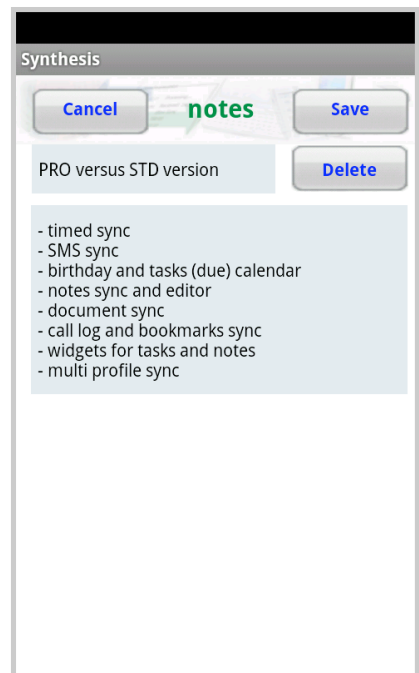 Synthesis
Cancel notes Save
PRO versus STD version Delete
- timed sync
- SMS sync
- birthday and tasks (due) calendar
- notes sync and editor
- document sync
- call log and bookmarks sync
- widgets for tasks and notes
- multi profile sync